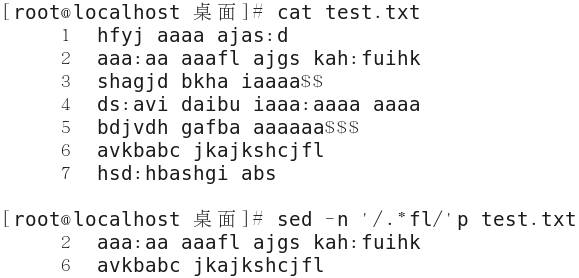 [root@localhost 桌面]# cat test.txt
1 hfyj aaaa ajas:d
2 aaa:aa aaafl ajgs kah:fuihk
3 shagjd bkha iaaaa$$
4 ds:avi daibu iaaa:aaaa aaaa
5 bdjvdh gafba aaaaaa$$$
6 avkbabc jkajkshcjfl
7 hsd:hbashgi abs
[root@localhost 桌面]# sed -n '/.*fl/'p test.txt
2 aaa:aa aaafl ajgs kah:fuihk
6 avkbabc jkajkshcjfl